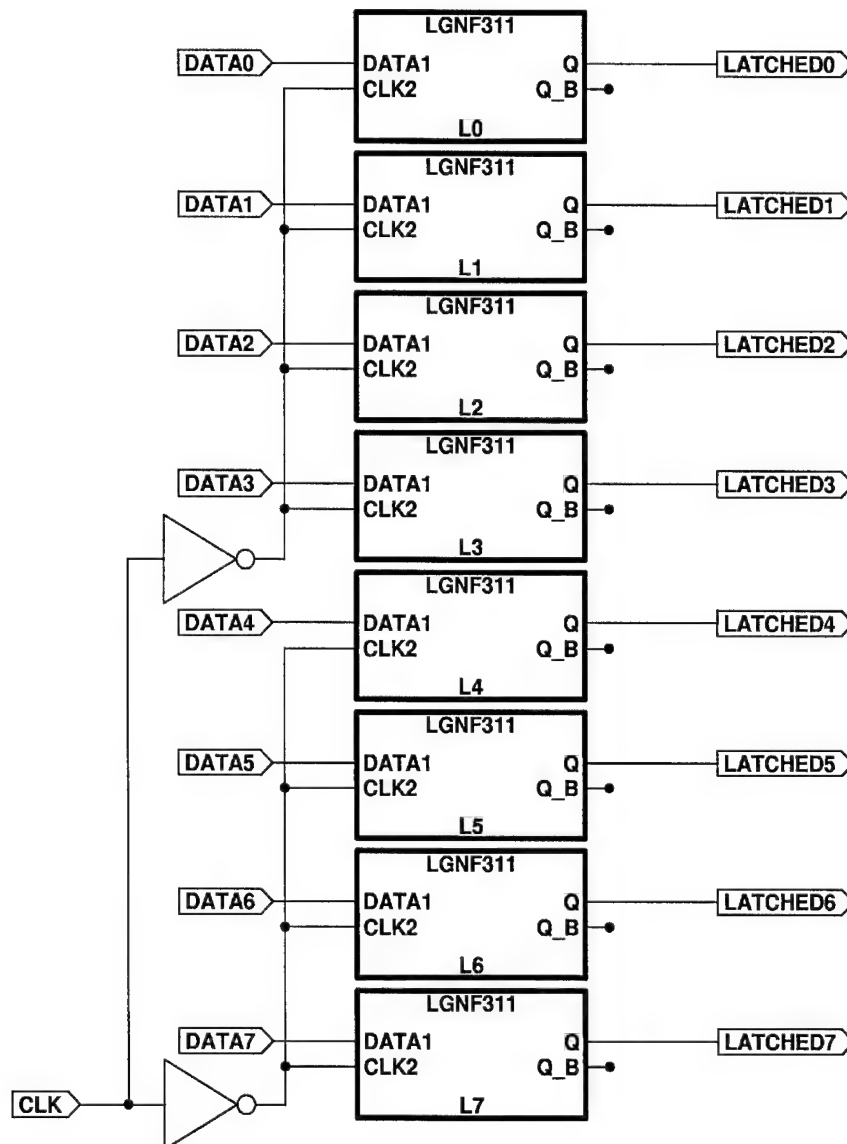 LGNF311
DATA0 DATA1 Q LATCHED0
CLK2 Q_B
L0
LGNF311
DATA1 DATA1 Q LATCHED1
CLK2 Q_B
L1
LGNF311
DATA2 DATA1 Q LATCHED2
CLK2 Q_B
L2
LGNF311
DATA3 DATA1 Q LATCHED3
CLK2 Q_B
L3
LGNF311
DATA4 DATA1 Q LATCHED4
CLK2 Q_B
L4
LGNF311
DATA5 DATA1 Q LATCHED5
CLK2 Q_B
L5
LGNF311
DATA6 DATA1 Q LATCHED6
CLK2 Q_B
L6
LGNF311
DATA7 DATA1 Q LATCHED7
CLK2 Q_B
CLK L7